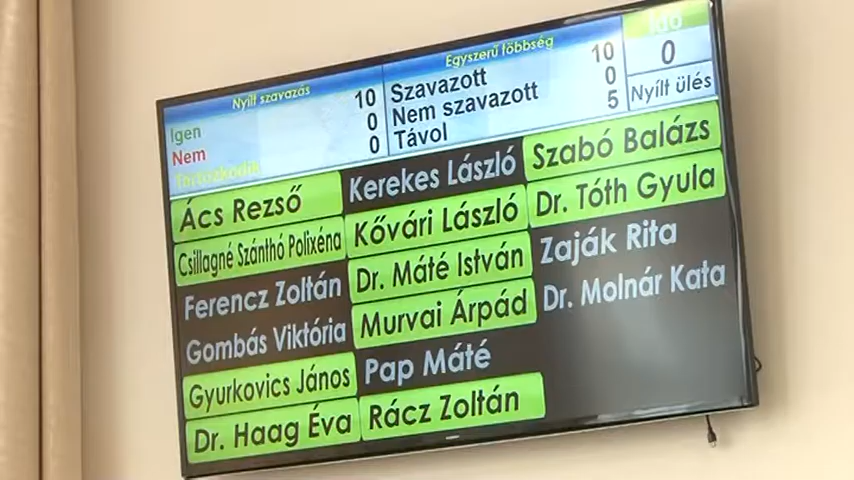 Nyílt szavazás
Igen 10
Nem 0
Tartózkodik 0
Egyszerű többség
Szavazott 10
Nem szavazott 0
Távol 5
Idő
0
Nyílt ülés
Ács Rezső
Csillagné Szánthó Polixéna
Ferencz Zoltán
Gombás Viktória
Gyurkovics János
Dr. Haag Éva
Kerekes László
Kővári László
Dr. Máté István
Murvai Árpád
Pap Máté
Rácz Zoltán
Szabó Balázs
Dr. Tóth Gyula
Zaják Rita
Dr. Molnár Kata